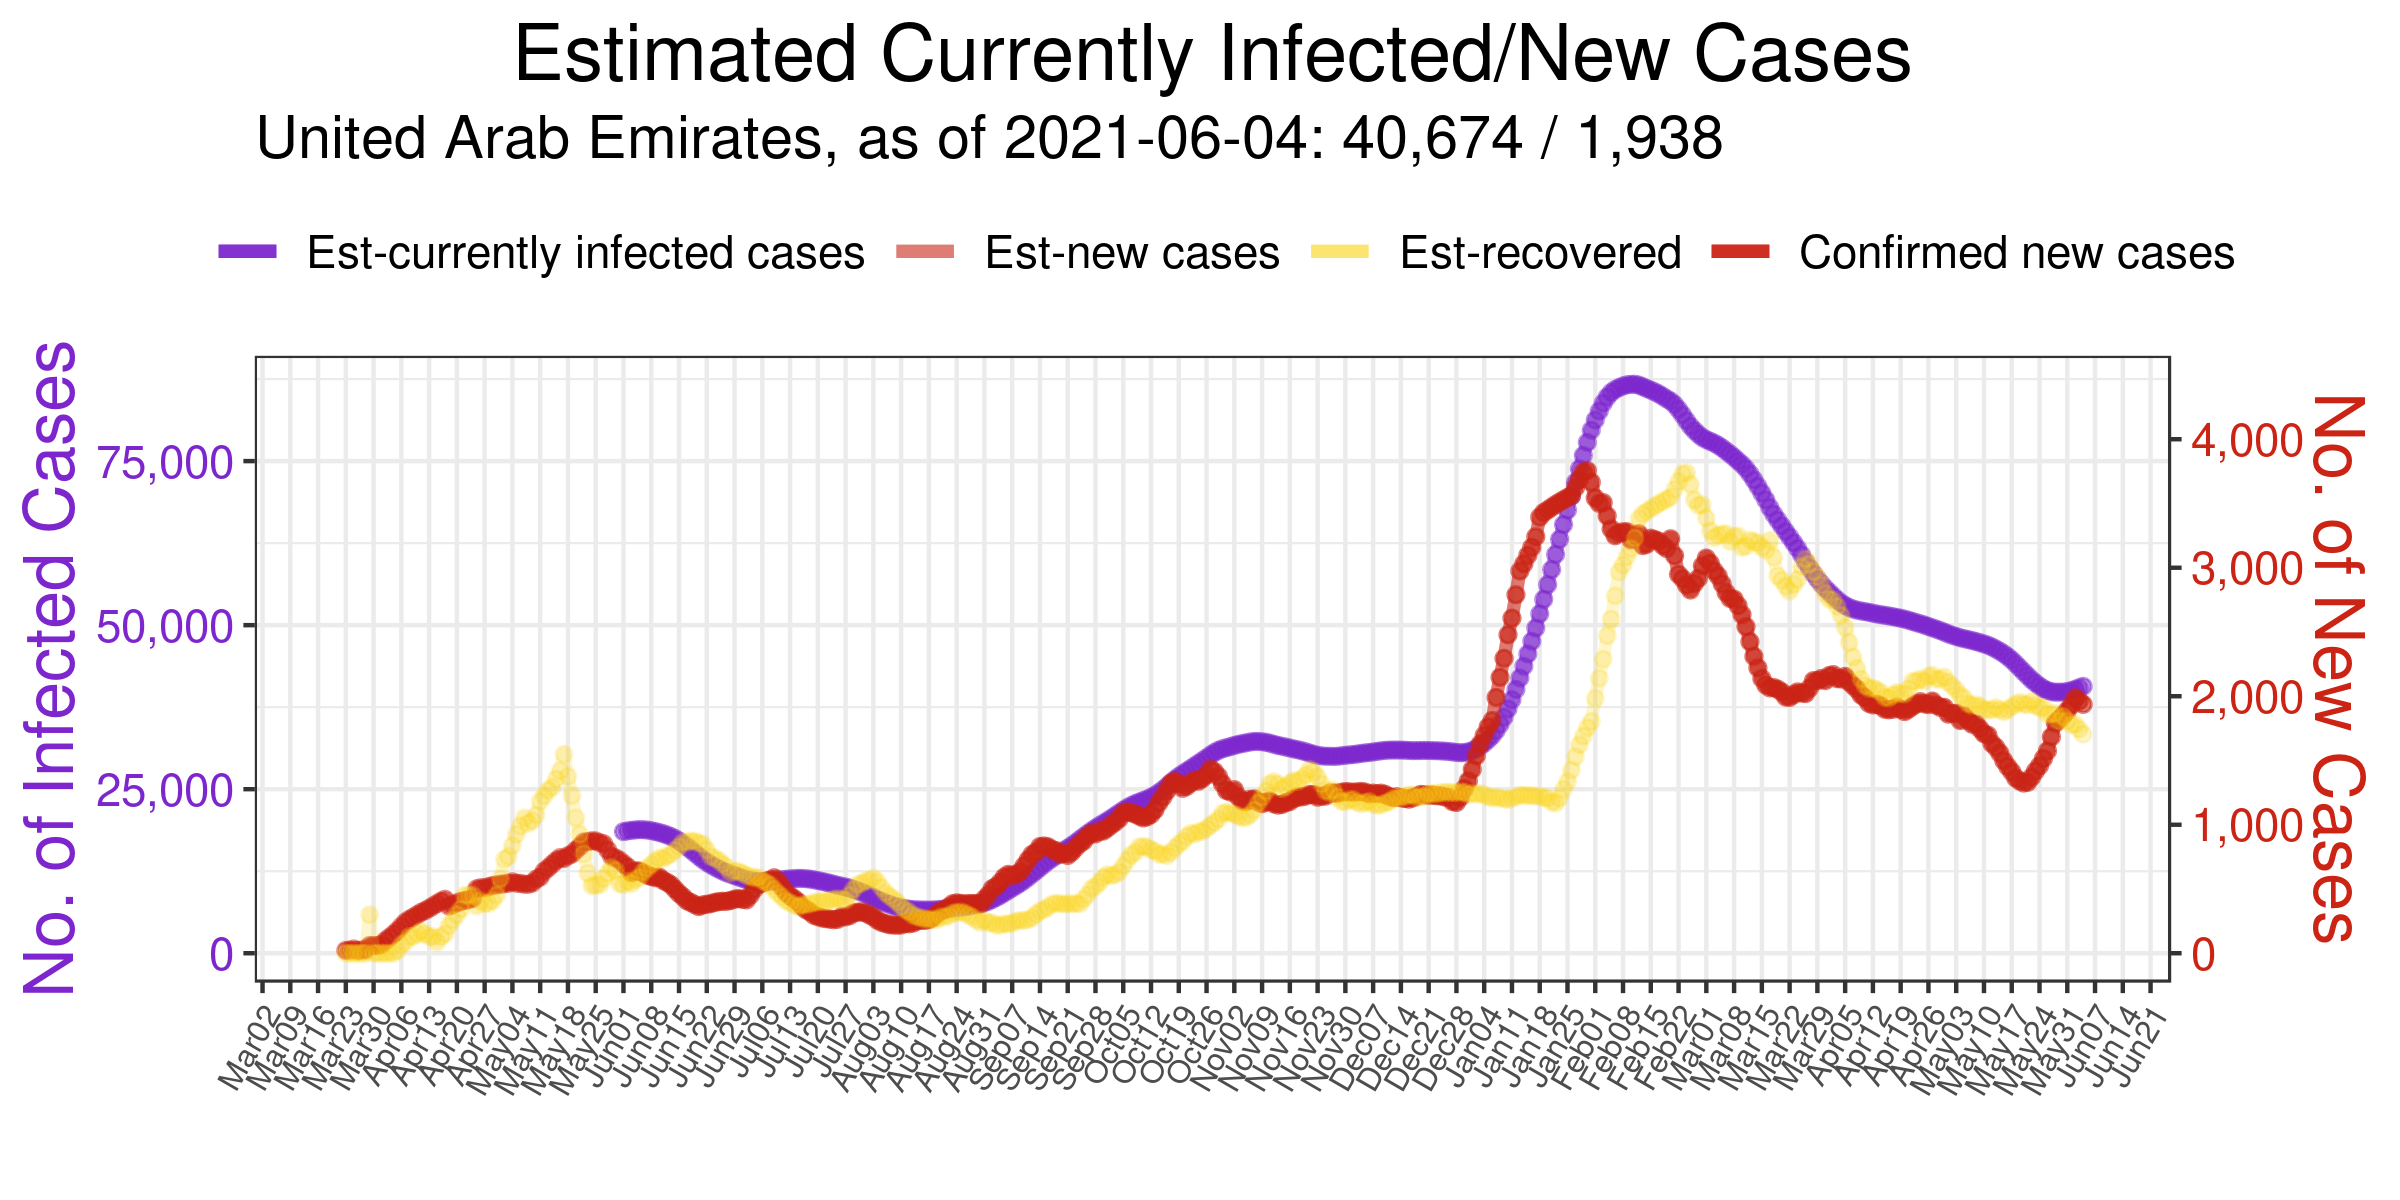 Estimated Currently Infected/New Cases
United Arab Emirates, as of 2021-06-04: 40,674 / 1,938
Est-currently infected cases Est-new cases Est-recovered Confirmed new cases
No. of Infected Cases
75,000
50,000
25,000
0
4,000
3,000
2,000
1,000
0
No. of New Cases
Mar02 Mar09 Mar16 Mar23 Mar30 Apr06 Apr13 Apr20 Apr27 May04 May11 May18 May25 Jun01 Jun08 Jun15 Jun22 Jun29 Jul06 Jul13 Jul20 Jul27 Aug03 Aug10 Aug17 Aug24 Aug31 Sep07 Sep14 Sep21 Sep28 Oct05 Oct12 Oct19 Oct26 Nov02 Nov09 Nov16 Nov23 Nov30 Dec07 Dec14 Dec21 Dec28 Jan04 Jan11 Jan18 Jan25 Feb01 Feb08 Feb15 Feb22 Mar01 Mar08 Mar15 Mar22 Mar29 Apr05 Apr12 Apr19 Apr26 May03 May10 May17 May24 May31 Jun07 Jun14 Jun21